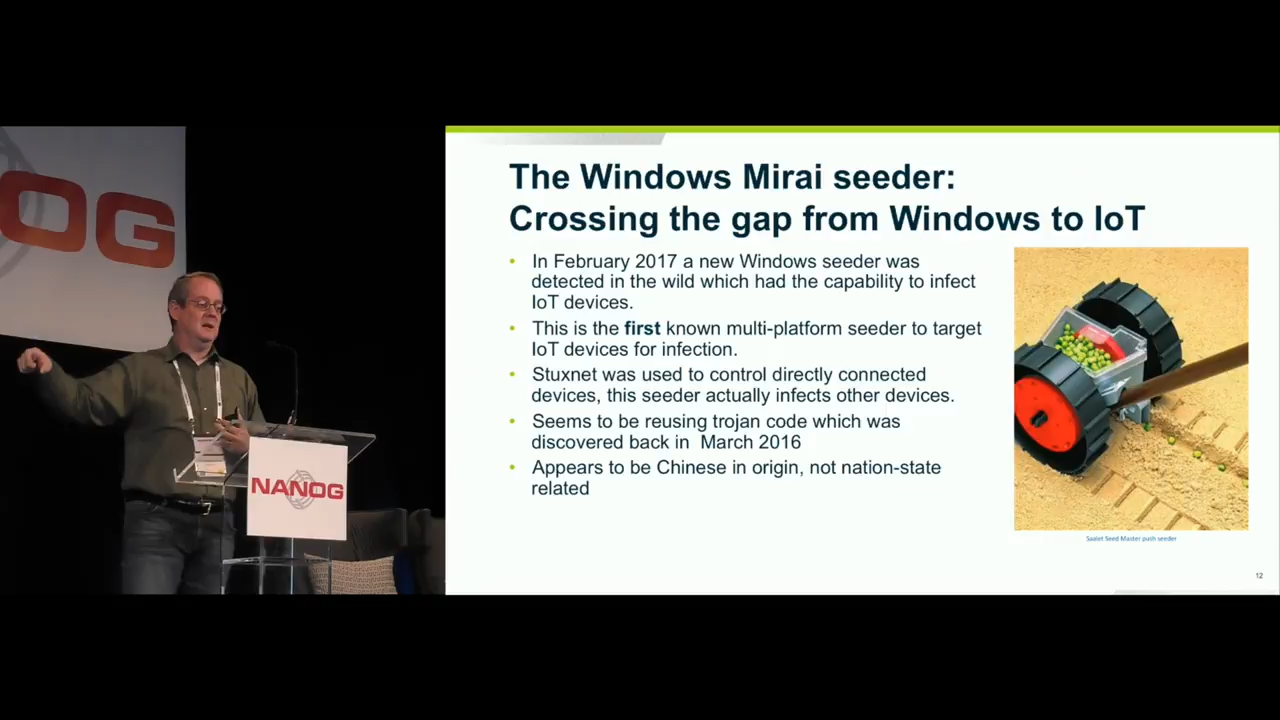 OG
NANOG
The Windows Mirai seeder:
Crossing the gap from Windows to IoT
• In February 2017 a new Windows seeder was
detected in the wild which had the capability to infect
IoT devices.
• This is the first known multi-platform seeder to target
IoT devices for infection.
• Stuxnet was used to control directly connected
devices, this seeder actually infects other devices.
• Seems to be reusing trojan code which was
discovered back in March 2016
• Appears to be Chinese in origin, not nation-state
related
Seed Master push seeder
12